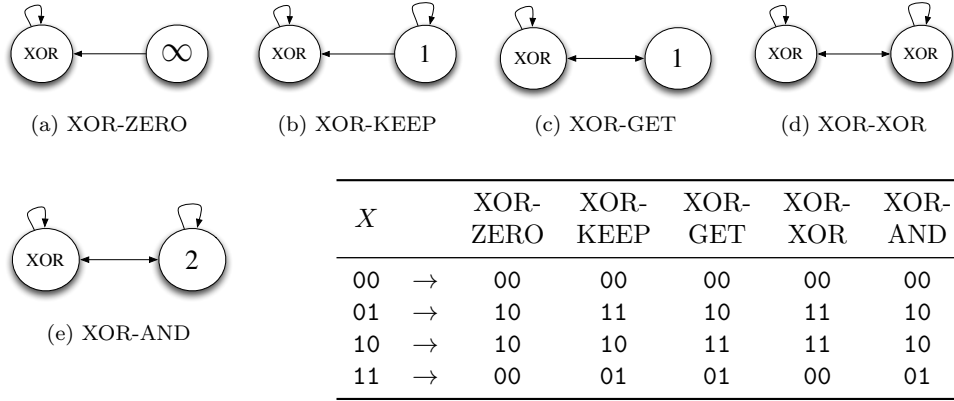 XOR ∞ XOR 1 XOR 1 XOR XOR
(a) XOR-ZERO (b) XOR-KEEP (c) XOR-GET (d) XOR-XOR
XOR 2
(e) XOR-AND
X XOR-ZERO XOR-KEEP XOR-GET XOR-XOR XOR-AND
00 → 00 00 00 00 00
01 → 10 11 10 11 10
10 → 10 10 11 11 10
11 → 00 01 01 00 01